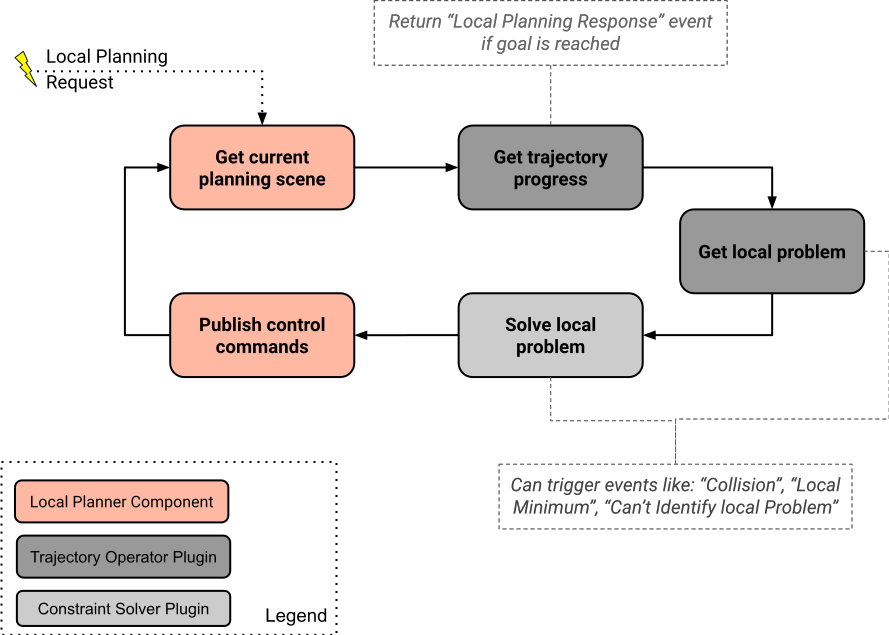 Return “Local Planning Response” event
if goal is reached
Local Planning
Request
Get current
planning scene
Get trajectory
progress
Get local problem
Publish control
commands
Solve local
problem
Can trigger events like: “Collision”, “Local
Minimum”, “Can’t Identify local Problem”
Local Planner Component
Trajectory Operator Plugin
Constraint Solver Plugin
Legend